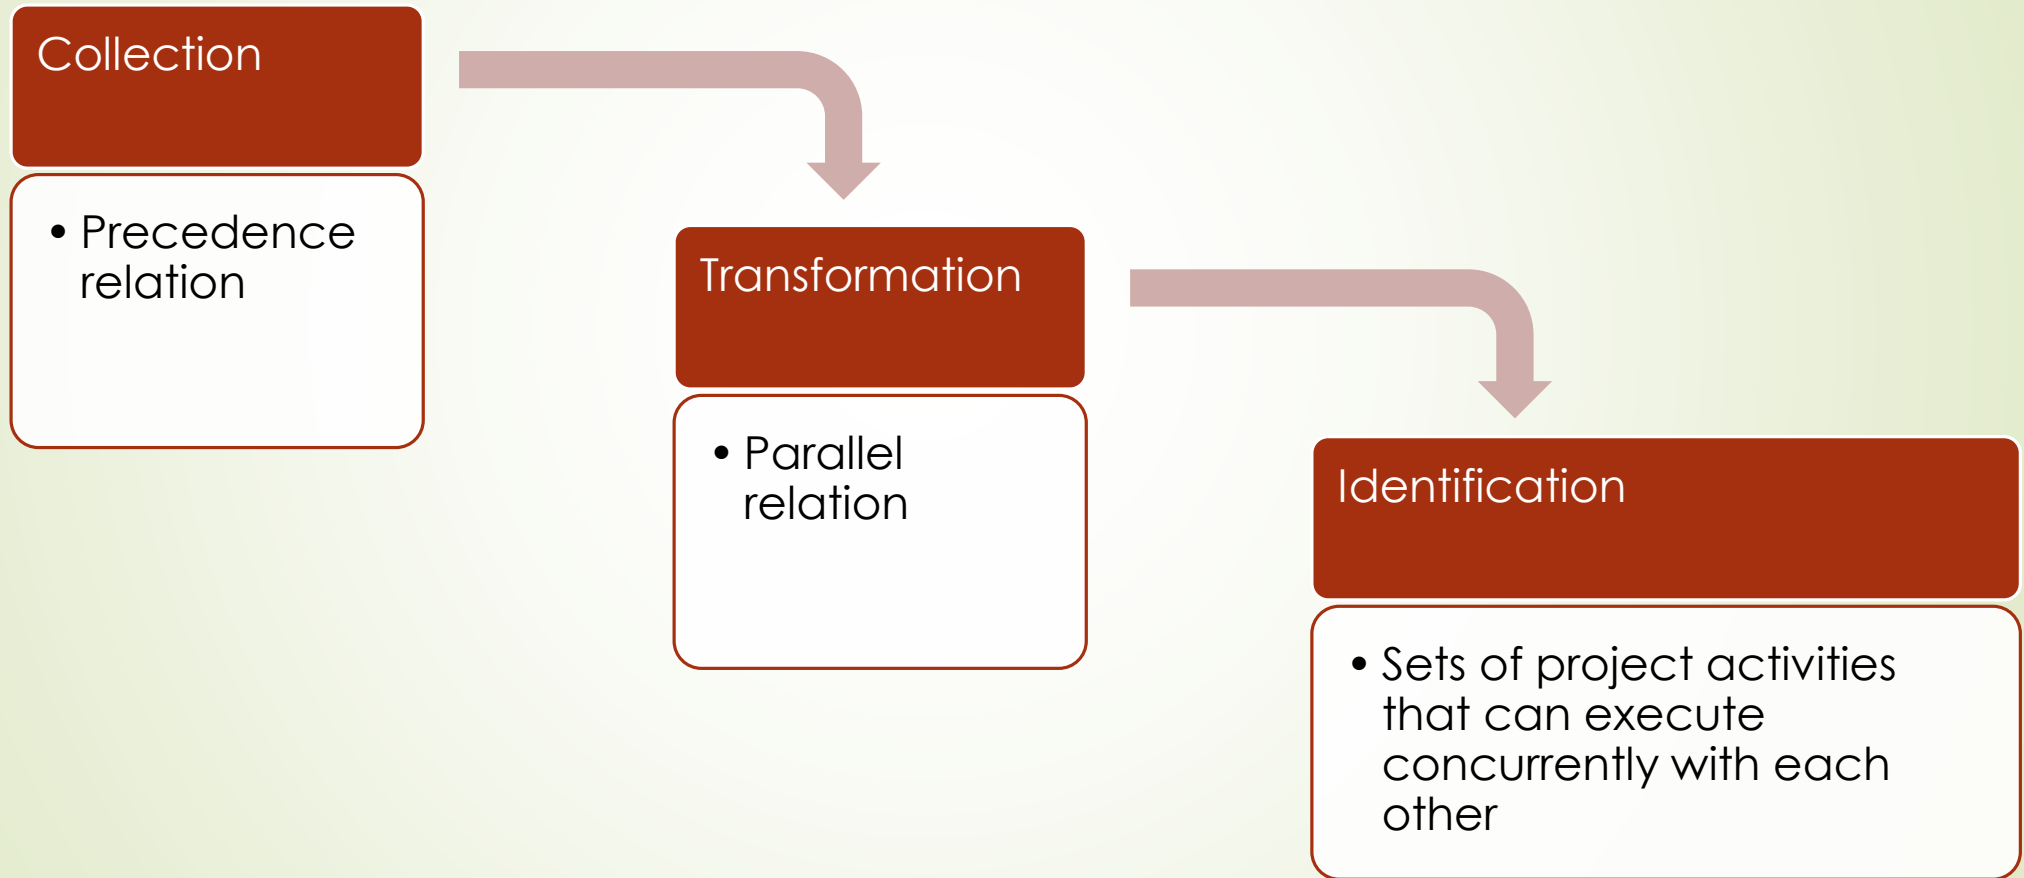 Collection
• Precedence
relation
Transformation
• Parallel
relation
Identification
• Sets of project activities
that can execute
concurrently with each
other